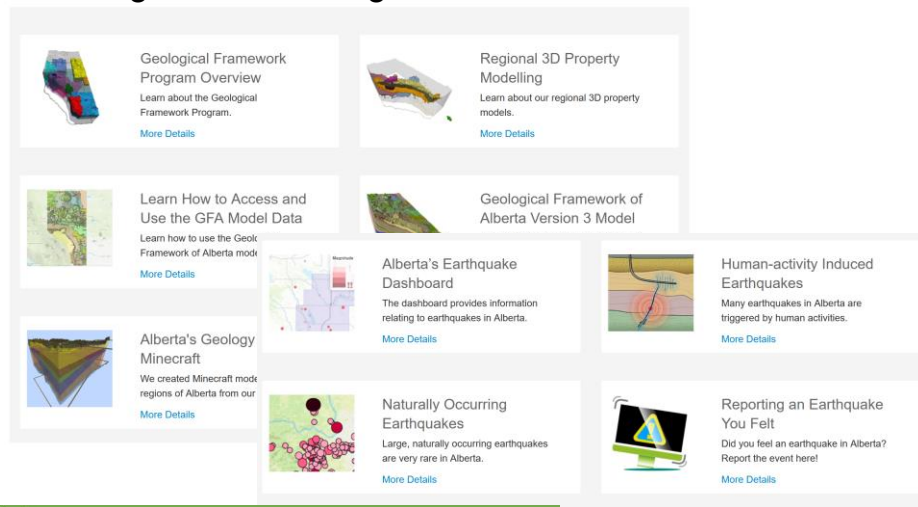 Geological Framework
Program Overview
Learn about the Geological
Framework Program.
More Details
Regional 3D Property
Modelling
Learn about our regional 3D property
models.
More Details
Learn How to Access and
Use the GFA Model Data
Learn how to use the
Framework of Alberta
More Details
Geological Framework of
Alberta Version 3 Model
Alberta's Geology
Minecraft
We created Minecraft
regions of Alberta from our
More Details
Alberta's Earthquake
Dashboard
The dashboard provides information
relating to earthquakes in Alberta.
More Details
Human-activity Induced
Earthquakes
Many earthquakes in Alberta are
triggered by human activities.
More Details
Naturally Occurring
Earthquakes
Large, naturally occurring earthquakes
are very rare in Alberta.
More Details
Reporting an Earthquake
You Felt
Did you feel an earthquake in Alberta?
Report the event here!
More Details